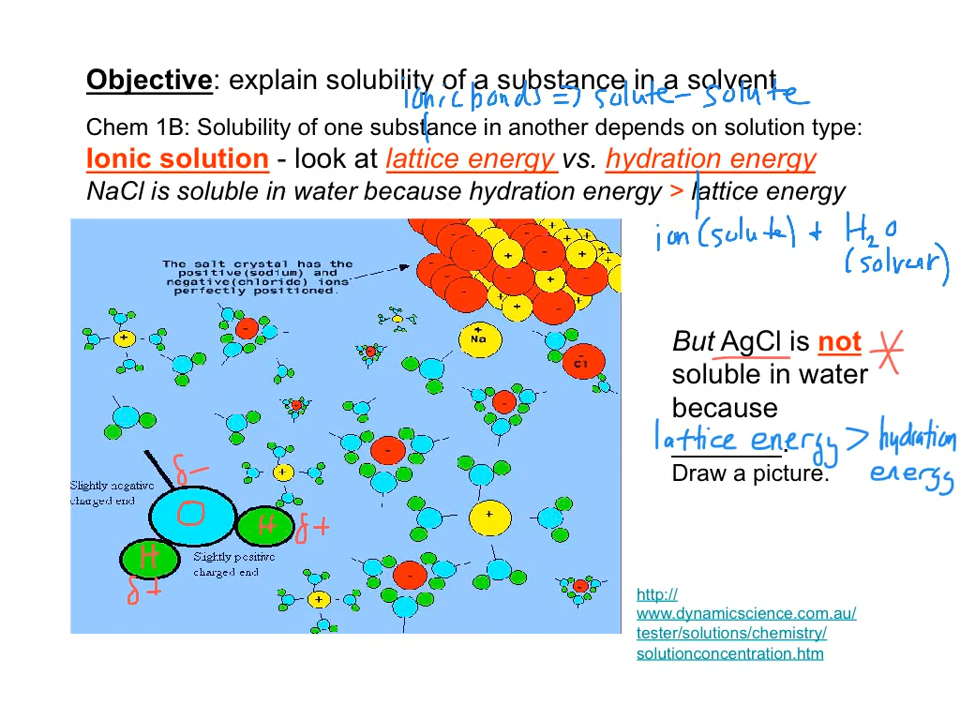 Objective: explain solubility of a substance in a solvent
ionic bonds => solute - solute
Chem 1B: Solubility of one substance in another depends on solution type:
Ionic solution - look at lattice energy vs. hydration energy
NaCl is soluble in water because hydration energy > lattice energy
ion (solute) + H2O
(solvent)
The salt crystal has the
positive(sodium) and
negative(chloride) ions
perfectly positioned.
+
Na
-
Cl
But AgCl is not
soluble in water
because
lattice energy > hydration
energy
________.
Draw a picture.
δ-
Slightly negative
charged end
O
H
δ+
H
δ+
Slightly positive
charged end
http://
www.dynamicscience.com.au/
tester/solutions/chemistry/
solutionconcentration.htm